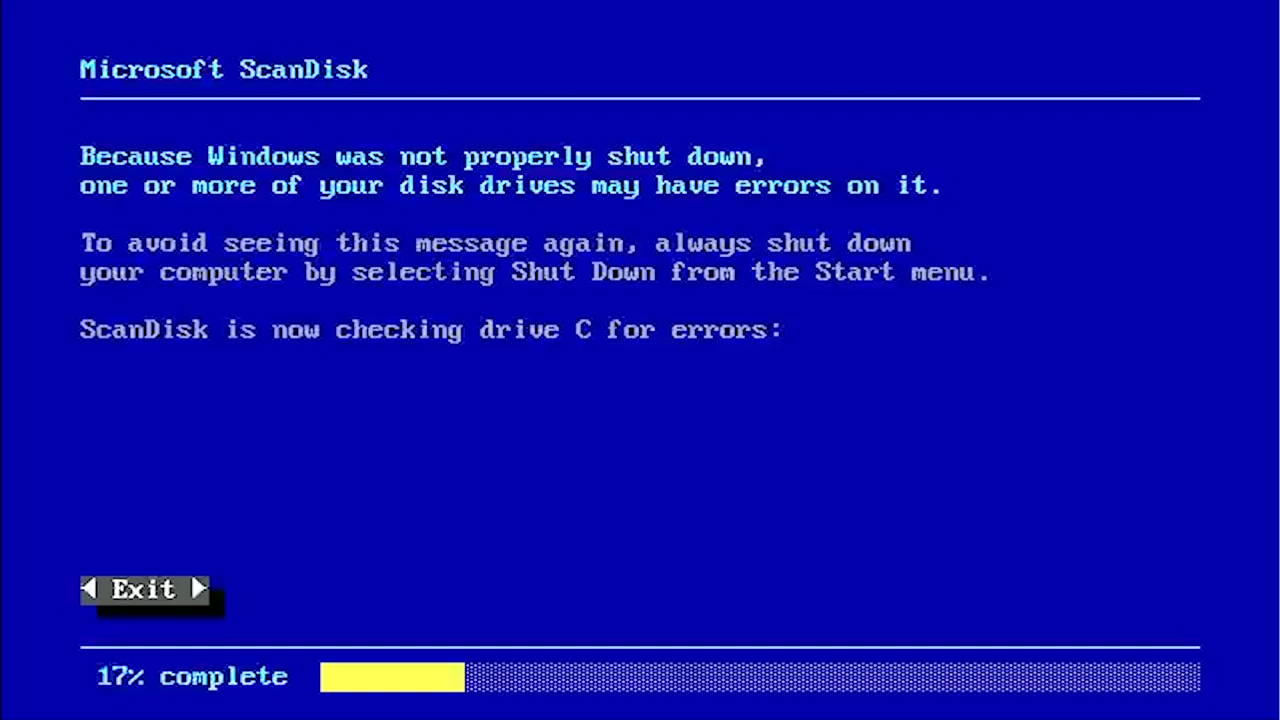 Microsoft ScanDisk
Because Windows was not properly shut down,
one or more of your disk drives may have errors on it.
To avoid seeing this message again, always shut down
your computer by selecting Shut Down from the Start menu.
ScanDisk is now checking drive C for errors:
◄ Exit ►
17% complete